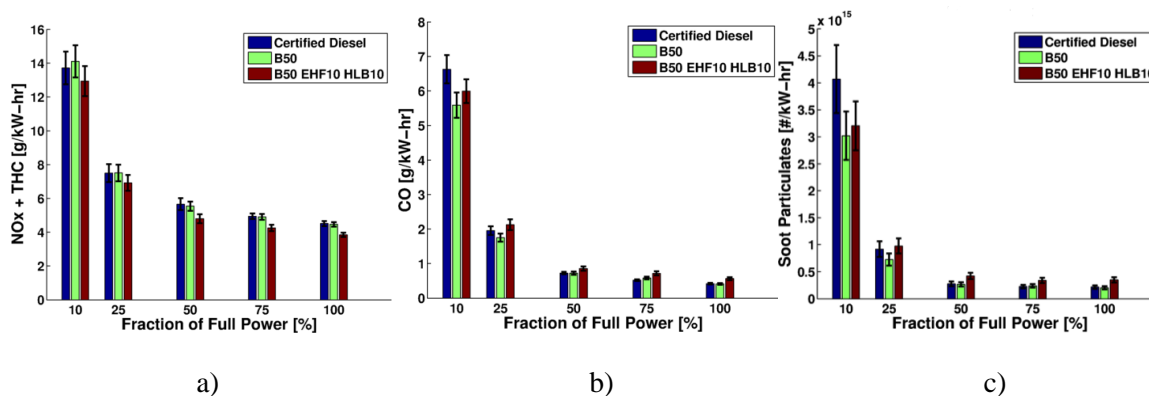 16
14
12
10
8
6
4
2
0
NOx + THC [g/kW−hr]
Certified Diesel
B50
B50 EHF10 HLB10
10 25 50 75 100
Fraction of Full Power [%]
a)
8
7
6
5
4
3
2
1
0
CO [g/kW−hr]
Certified Diesel
B50
B50 EHF10 HLB10
10 25 50 75 100
Fraction of Full Power [%]
b)
x 10^15
5
4.5
4
3.5
3
2.5
2
1.5
1
0.5
0
Soot Particulates [#/kW−hr]
Certified Diesel
B50
B50 EHF10 HLB10
10 25 50 75 100
Fraction of Full Power [%]
c)